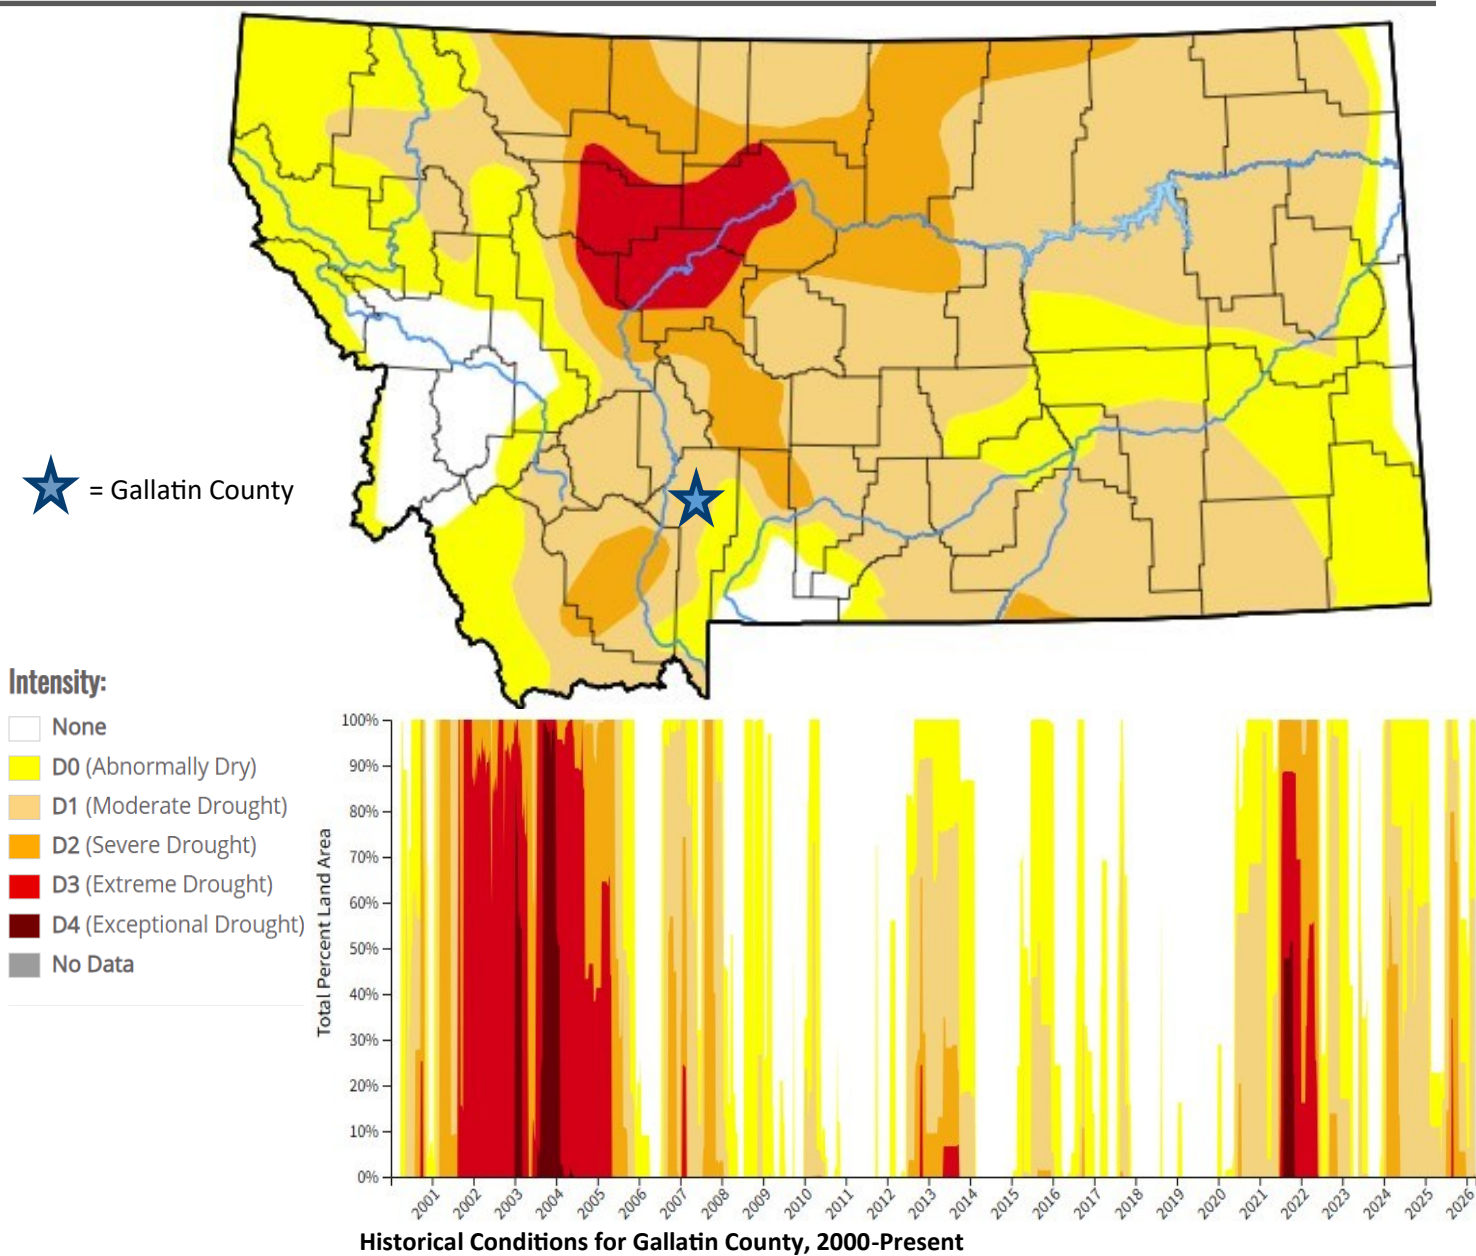 = Gallatin County
Intensity:
None
D0 (Abnormally Dry)
D1 (Moderate Drought)
D2 (Severe Drought)
D3 (Extreme Drought)
D4 (Exceptional Drought)
No Data
Total Percent Land Area
100%
90%
80%
70%
60%
50%
40%
30%
20%
10%
0%
2001 2002 2003 2004 2005 2006 2007 2008 2009 2010 2011 2012 2013 2014 2015 2016 2017 2018 2019 2020 2021 2022 2023 2024 2025 2026
Historical Conditions for Gallatin County, 2000-Present